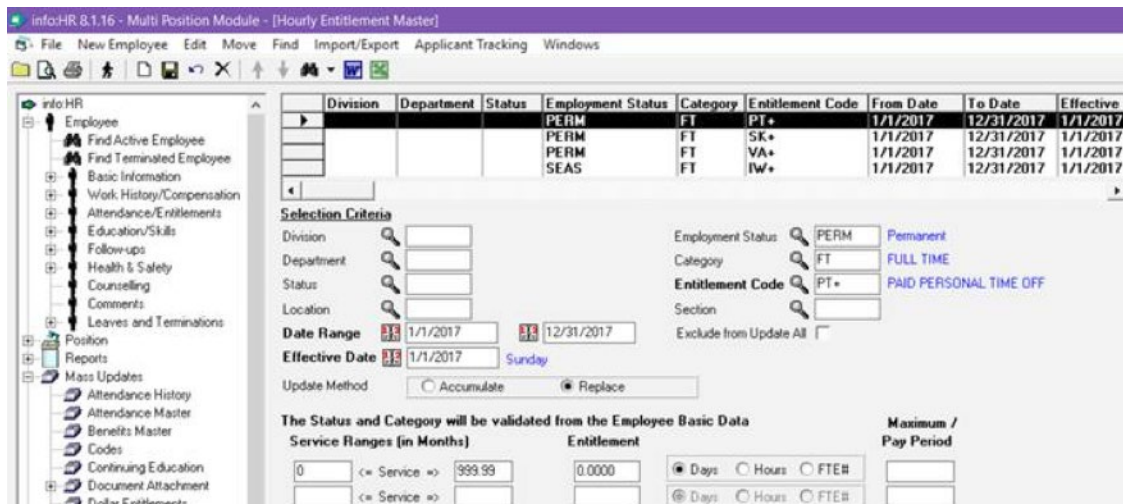 info:HR 8.1.16 - Multi Position Module - [Hourly Entitlement Master]
File New Employee Edit Move Find Import/Export Applicant Tracking Windows
info:HR
Employee
Find Active Employee
Find Terminated Employee
Basic Information
Work History/Compensation
Attendance/Entitlements
Education/Skills
Follow-ups
Health & Safety
Counselling
Comments
Leaves and Terminations
Position
Reports
Mass Updates
Attendance History
Attendance Master
Benefits Master
Codes
Continuing Education
Document Attachment
Dollar Entitlements
Division Department Status Employment Status Category Entitlement Code From Date To Date Effective
PERM FT PT+ 1/1/2017 12/31/2017 1/1/2017
PERM FT SK+ 1/1/2017 12/31/2017 1/1/2017
PERM FT VA+ 1/1/2017 12/31/2017 1/1/2017
SEAS FT IW+ 1/1/2017 12/31/2017 1/1/2017
Selection Criteria
Division Employment Status PERM Permanent
Department Category FT FULL TIME
Status Entitlement Code PT+ PAID PERSONAL TIME OFF
Location Section
Date Range 1/1/2017 12/31/2017 Exclude from Update All
Effective Date 1/1/2017 Sunday
Update Method Accumulate Replace
The Status and Category will be validated from the Employee Basic Data Maximum /
Service Ranges (in Months) Entitlement Pay Period
0 <= Service => 999.99 0.0000 Days Hours FTE#
<= Service => Days Hours FTE#